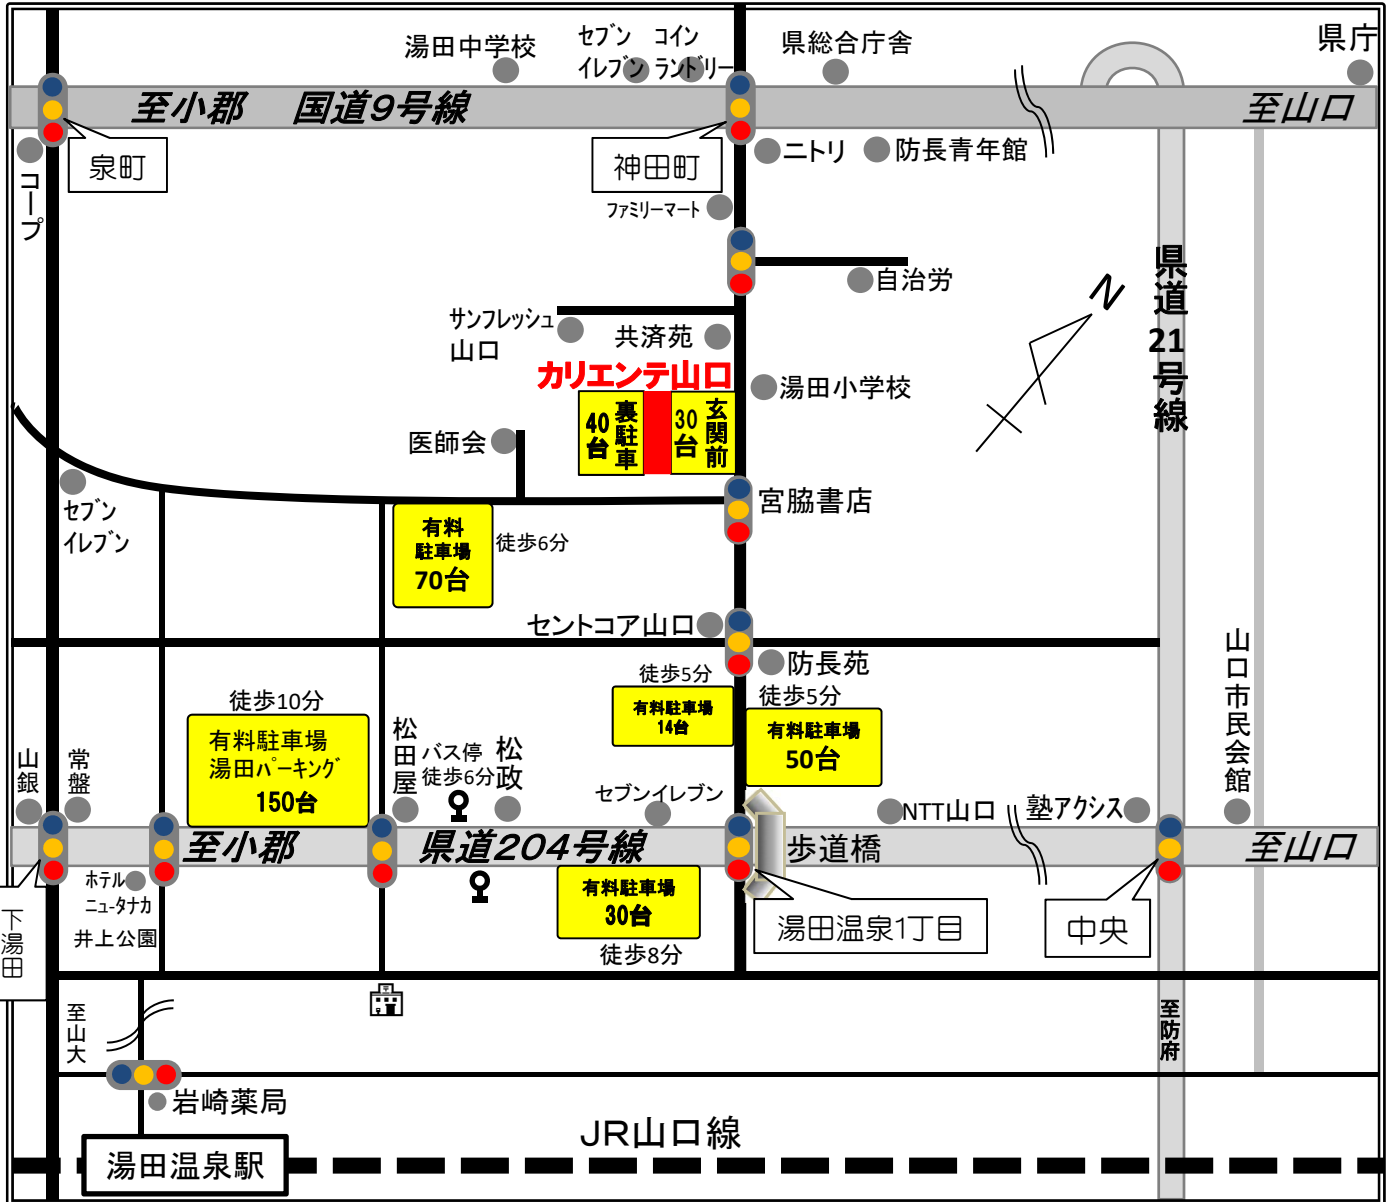 湯田中学校
セブン
イレブン
コイン
ランドリー
県総合庁舎
県庁
至小郡 国道9号線
至山口
泉町
神田町
ニトリ
防長青年館
コープ
ファミリーマート
自治労
N
県道21号線
サンフレッシュ
山口
共済苑
カリエンテ山口
湯田小学校
裏駐車
40台
玄関前
30台
医師会
セブン
イレブン
宮脇書店
有料
駐車場
70台
徒歩6分
セントコア山口
防長苑
山口市民会館
徒歩5分
有料駐車場
14台
徒歩5分
有料駐車場
50台
徒歩10分
有料駐車場
湯田パーキング
150台
山銀
常盤
松田屋
バス停
徒歩6分
松政
セブンイレブン
NTT山口
塾アクシス
至小郡
県道204号線
歩道橋
至山口
ホテル
ニュータナカ
井上公園
有料駐車場
30台
徒歩8分
湯田温泉1丁目
中央
下湯田
至山大
至防府
岩崎薬局
JR山口線
湯田温泉駅